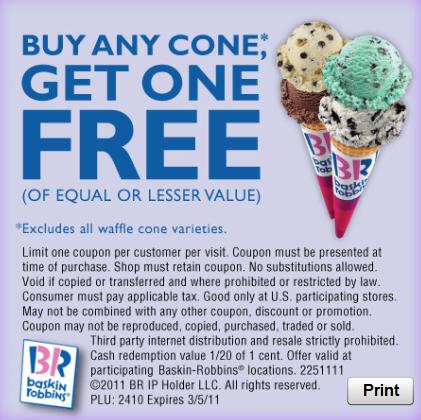 BUY ANY CONE,*
GET ONE
FREE
(OF EQUAL OR LESSER VALUE)
*Excludes all waffle cone varieties.
BR
baskin
robbins
BR
baskin
robbins
Limit one coupon per customer per visit. Coupon must be presented at
time of purchase. Shop must retain coupon. No substitutions allowed.
Void if copied or transferred and where prohibited or restricted by law.
Consumer must pay applicable tax. Good only at U.S. participating stores.
May not be combined with any other coupon, discount or promotion.
Coupon may not be reproduced, copied, purchased, traded or sold.
Third party internet distribution and resale strictly prohibited.
Cash redemption value 1/20 of 1 cent. Offer valid at
participating Baskin-Robbins® locations. 2251111
©2011 BR IP Holder LLC. All rights reserved.
PLU: 2410 Expires 3/5/11
BR
baskin
robbins®
Print